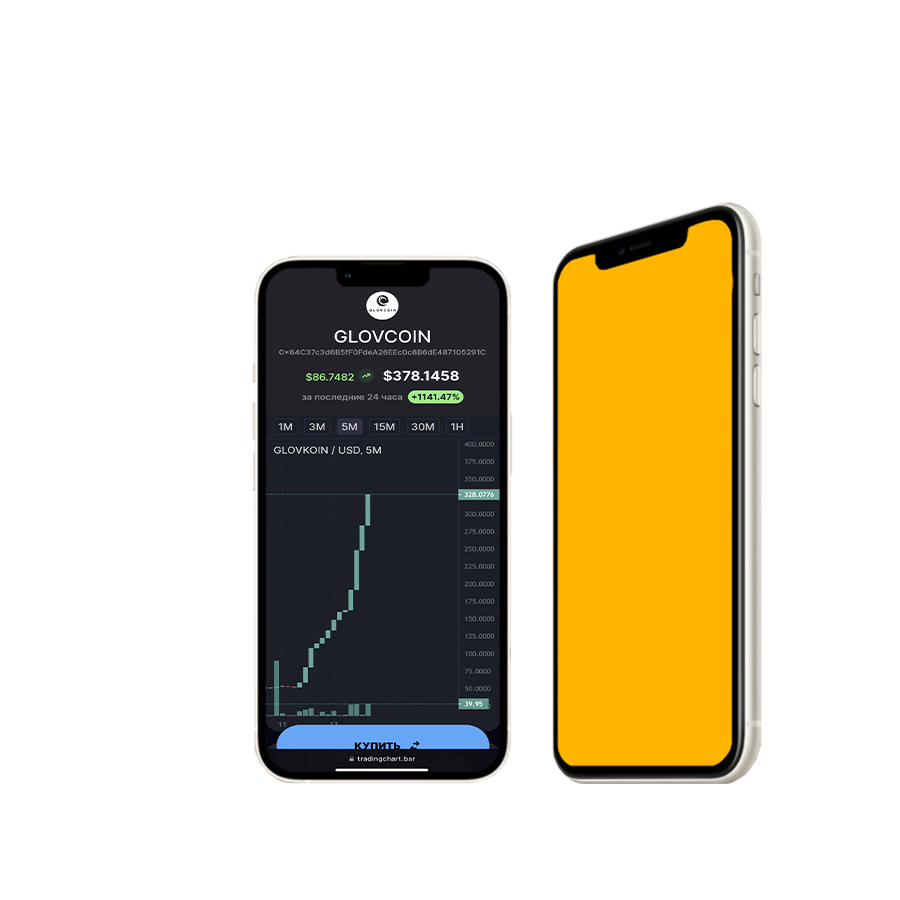 GLOVCOIN
GLOVCOIN
0x64C37c3d6B5fF0FdeA26EEc0c8B6dE487105291C
$86.7482 $378.1458
за последние 24 часа +1141.47%
1M 3M 5M 15M 30M 1H
GLOVKOIN / USD, 5M
400.0000
375.0000
350.0000
328.0776
300.0000
275.0000
250.0000
225.0000
200.0000
175.0000
150.0000
125.0000
100.0000
75.0000
50.0000
39.95
11
КУПИТЬ
tradingchart.bar